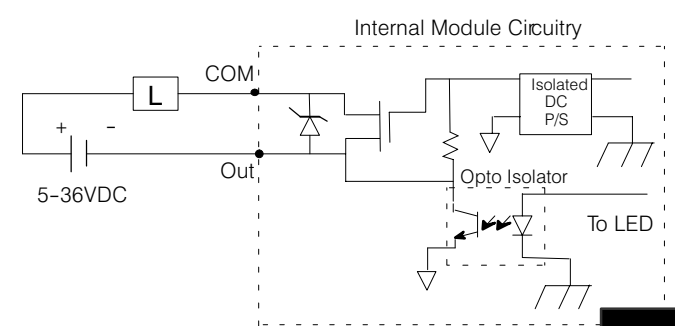 Internal Module Circuitry
COM
L
Isolated
DC
P/S
+ −
Out
Opto Isolator
5–36VDC
To LED